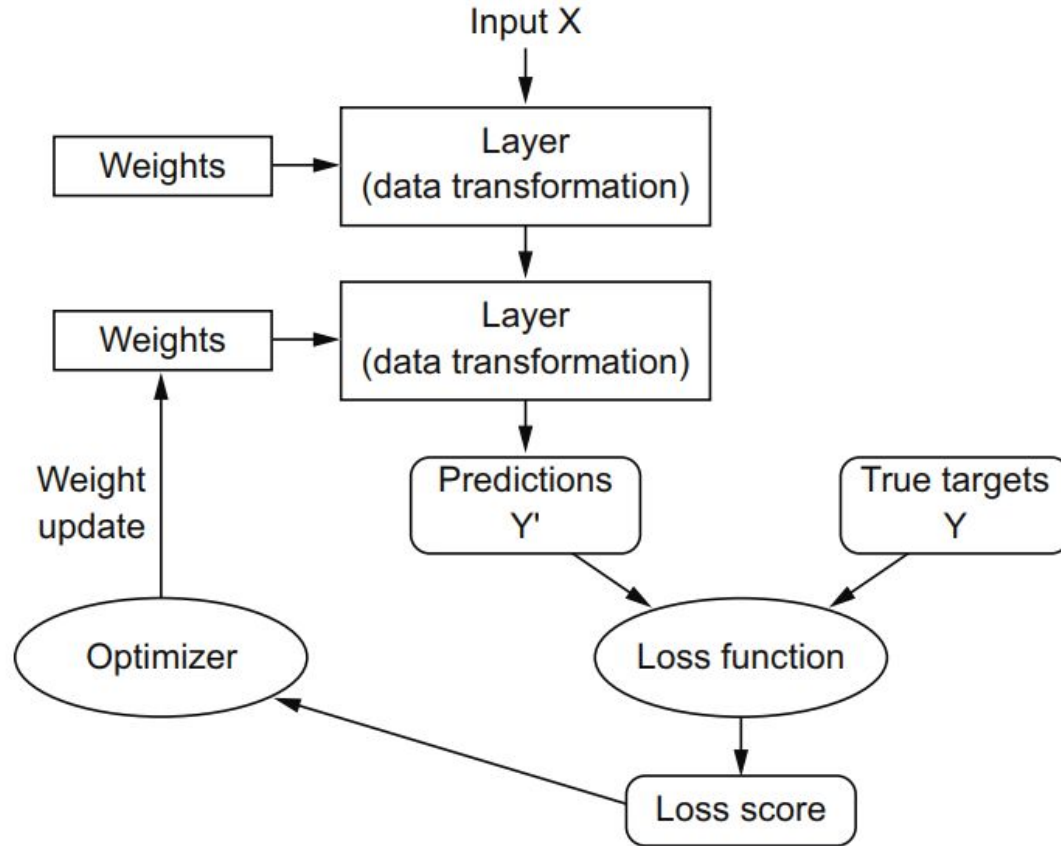 Input X
Layer
(data transformation)
Weights
Layer
(data transformation)
Weights
Weight
update
Predictions
Y'
True targets
Y
Optimizer
Loss function
Loss score